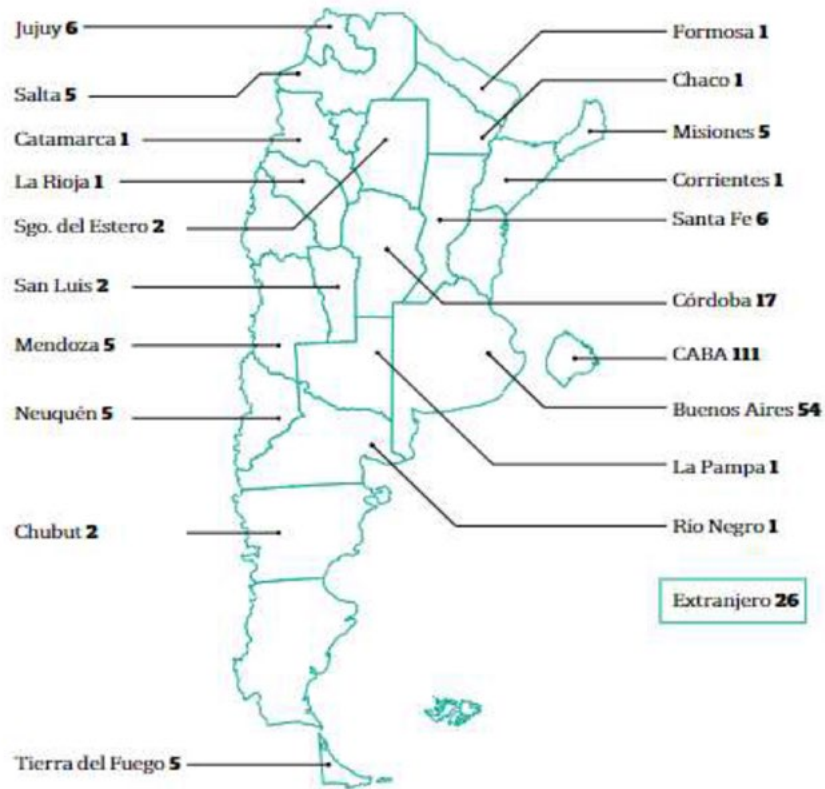 Jujuy 6
Salta 5
Catamarca 1
La Rioja 1
Sgo. del Estero 2
San Luis 2
Mendoza 5
Neuquén 5
Chubut 2
Tierra del Fuego 5
Formosa 1
Chaco 1
Misiones 5
Corrientes 1
Santa Fe 6
Córdoba 17
CABA 111
Buenos Aires 54
La Pampa 1
Río Negro 1
Extranjero 26